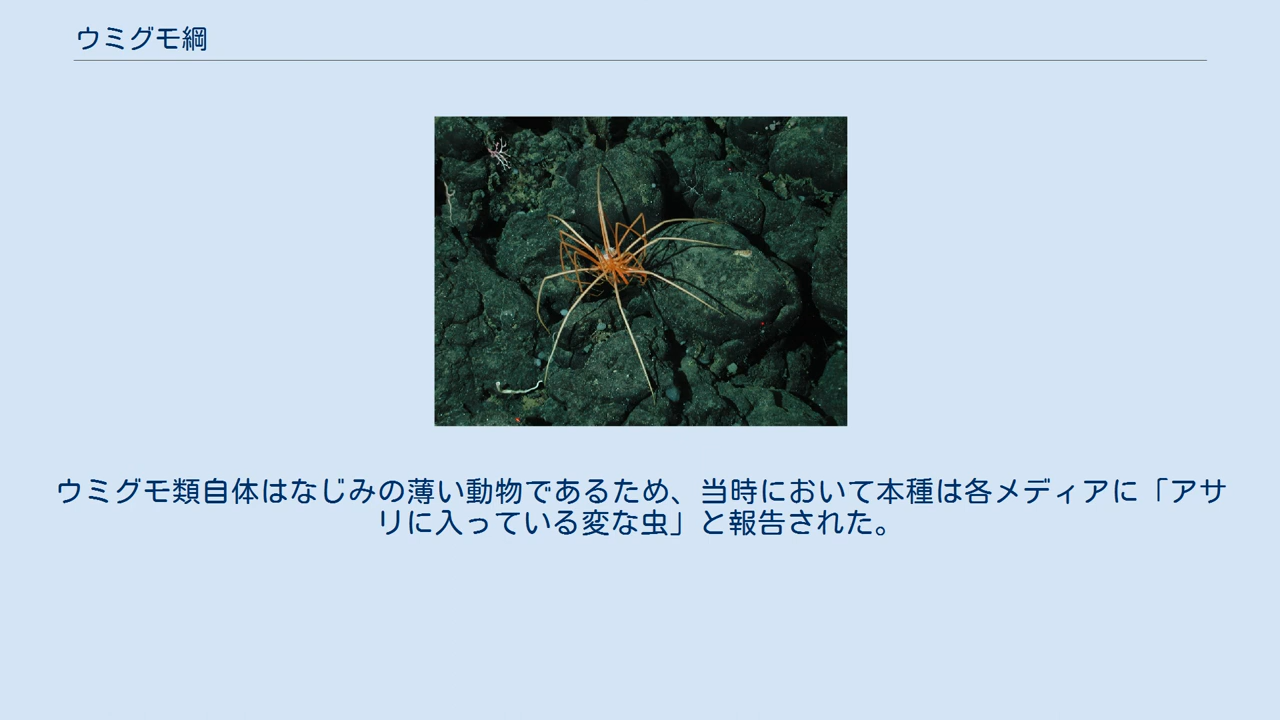 ウミグモ綱
ウミグモ類自体はなじみの薄い動物であるため、当時において本種は各メディアに「アサ
リに入っている変な虫」と報告された。